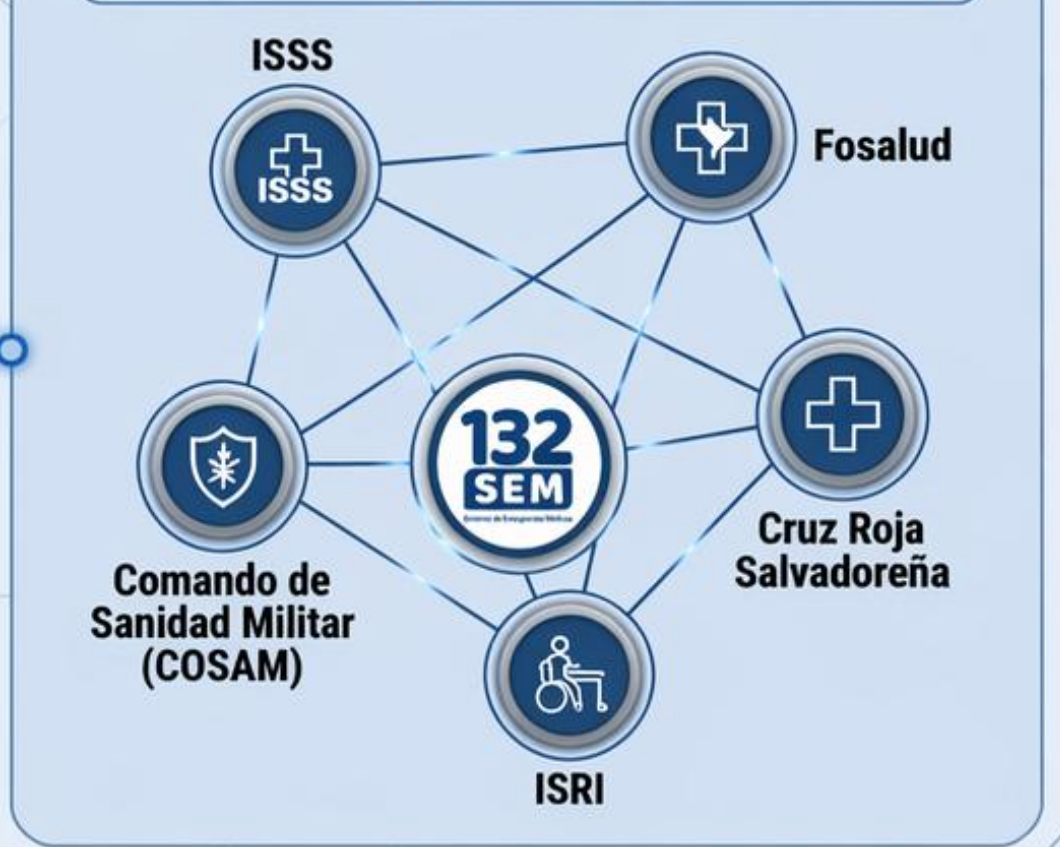 ISSS
ISSS
Fosalud
132
SEM
Cruz Roja
Salvadoreña
Comando de
Sanidad Militar
(COSAM)
ISRI